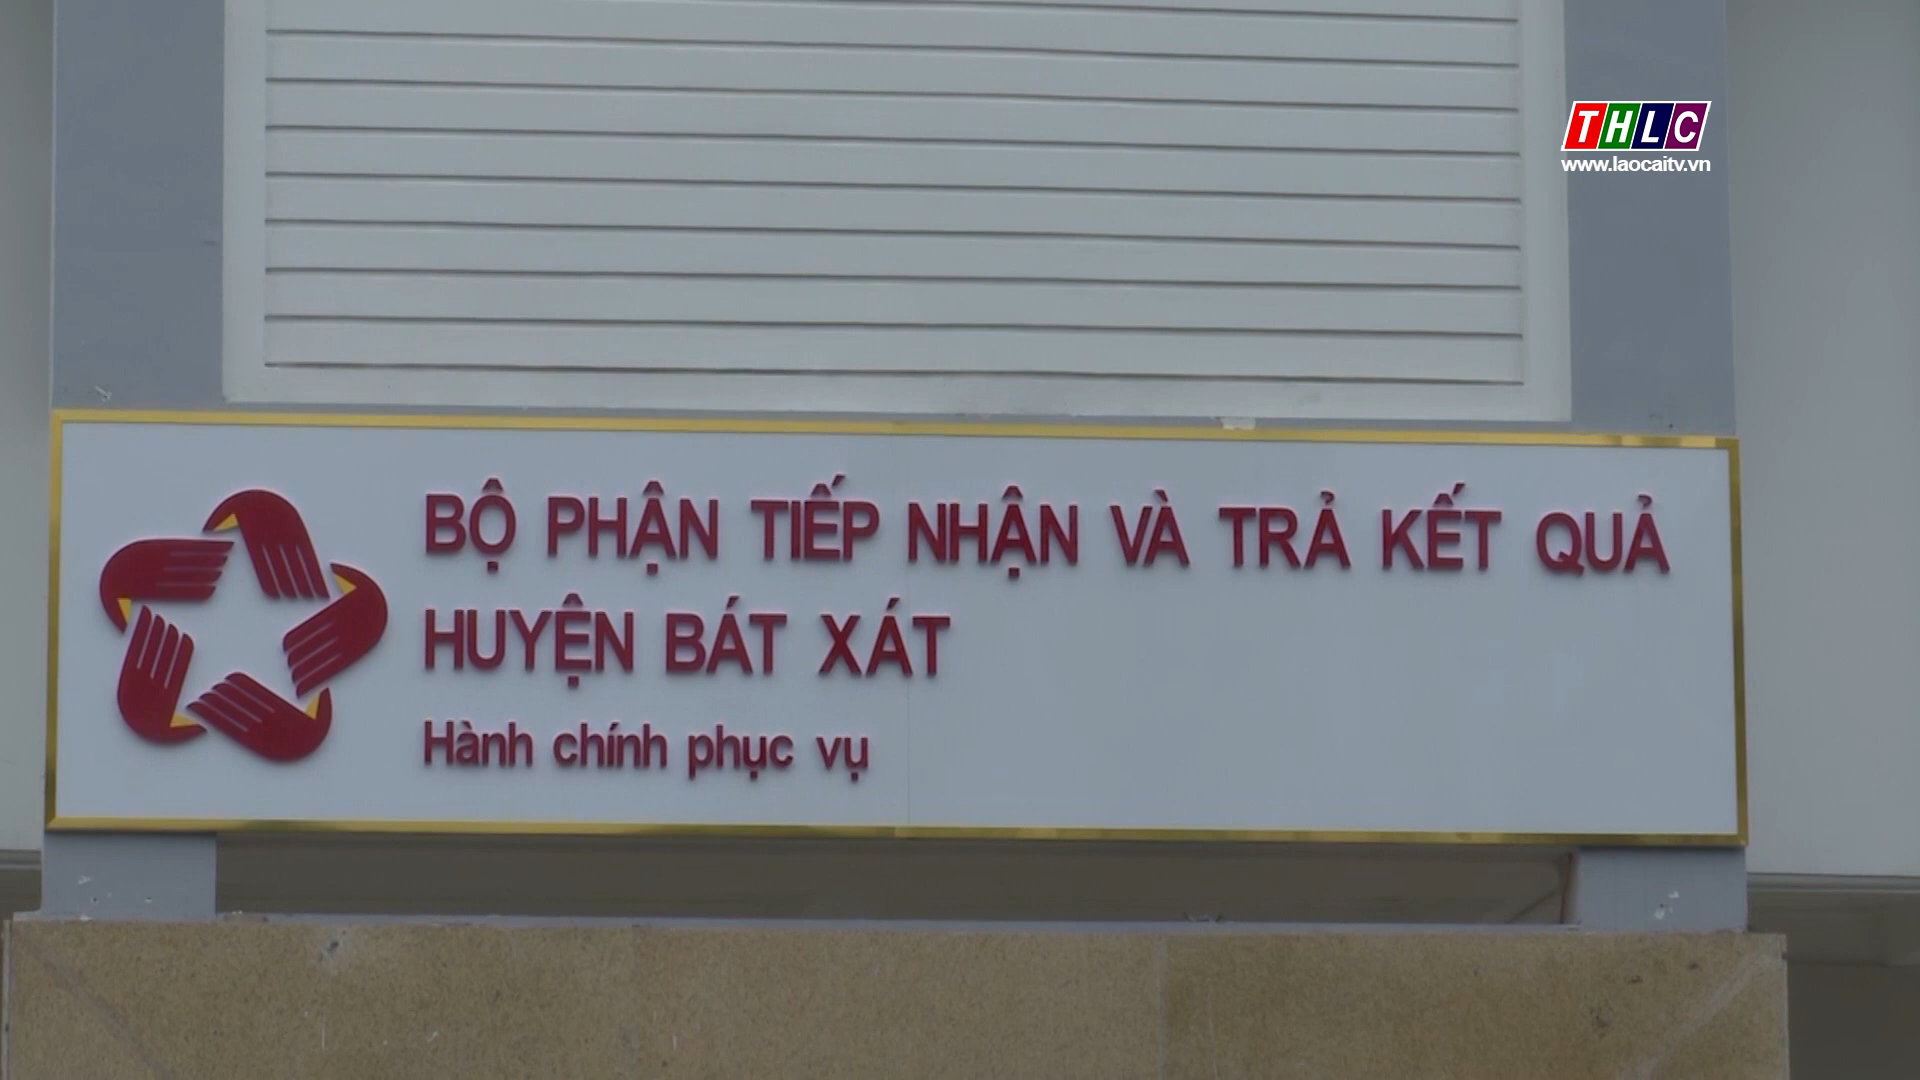 THLC
www.laocaitv.vn
BỘ PHẬN TIẾP NHẬN VÀ TRẢ KẾT QUẢ
HUYỆN BÁT XÁT
Hành chính phục vụ